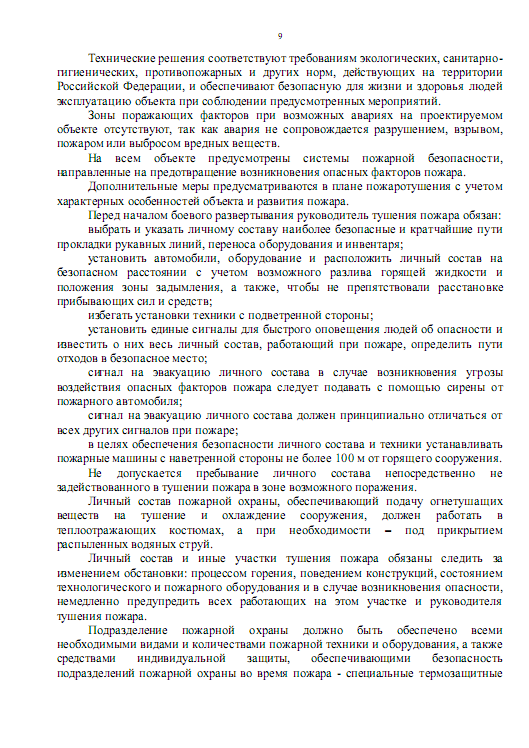 9
Технические решения соответствуют требованиям экологических, санитарно-
гигиенических, противопожарных и других норм, действующих на территории
Российской Федерации, и обеспечивают безопасную для жизни и здоровья людей
эксплуатацию объекта при соблюдении предусмотренных мероприятий.
Зоны поражающих факторов при возможных авариях на проектируемом
объекте отсутствуют, так как авария не сопровождается разрушением, взрывом,
пожаром или выбросом вредных веществ.
На всем объекте предусмотрены системы пожарной безопасности,
направленные на предотвращение возникновения опасных факторов пожара.
Дополнительные меры предусматриваются в плане пожаротушения с учетом
характерных особенностей объекта и развития пожара.
Перед началом боевого развертывания руководитель тушения пожара обязан:
выбрать и указать личному составу наиболее безопасные и кратчайшие пути
прокладки рукавных линий, переноса оборудования и инвентаря;
установить автомобили, оборудование и расположить личный состав на
безопасном расстоянии с учетом возможного разлива горящей жидкости и
положения зоны задымления, а также, чтобы не препятствовали расстановке
прибывающих сил и средств;
избегать установки техники с подветренной стороны;
установить единые сигналы для быстрого оповещения людей об опасности и
известить о них весь личный состав, работающий при пожаре, определить пути
отходов в безопасное место;
сигнал на эвакуацию личного состава в случае возникновения угрозы
воздействия опасных факторов пожара следует подавать с помощью сирены от
пожарного автомобиля;
сигнал на эвакуацию личного состава должен принципиально отличаться от
всех других сигналов при пожаре;
в целях обеспечения безопасности личного состава и техники устанавливать
пожарные машины с наветренной стороны не более 100 м от горящего сооружения.
Не допускается пребывание личного состава непосредственно не
задействованного в тушении пожара в зоне возможного поражения.
Личный состав пожарной охраны, обеспечивающий подачу огнетушащих
веществ на тушение и охлаждение сооружения, должен работать в
теплоотражающих костюмах, а при необходимости – под прикрытием
распыленных водяных струй.
Личный состав и иные участки тушения пожара обязаны следить за
изменением обстановки: процессом горения, поведением конструкций, состоянием
технологического и пожарного оборудования и в случае возникновения опасности,
немедленно предупредить всех работающих на этом участке и руководителя
тушения пожара.
Подразделение пожарной охраны должно быть обеспечено всеми
необходимыми видами и количествами пожарной техники и оборудования, а также
средствами индивидуальной защиты, обеспечивающими безопасность
подразделений пожарной охраны во время пожара - специальные термозащитные